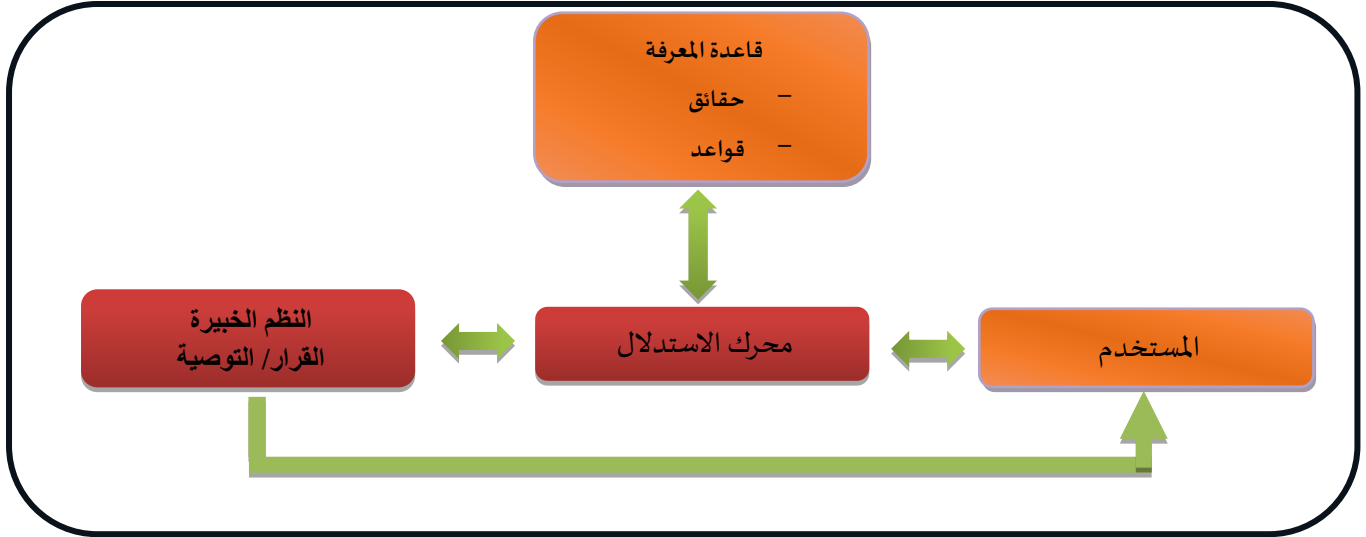 قاعدة المعرفة
- حقائق
- قواعد
المستخدم
محرك الاستدلال
النظم الخبيرة
القرار/ التوصية